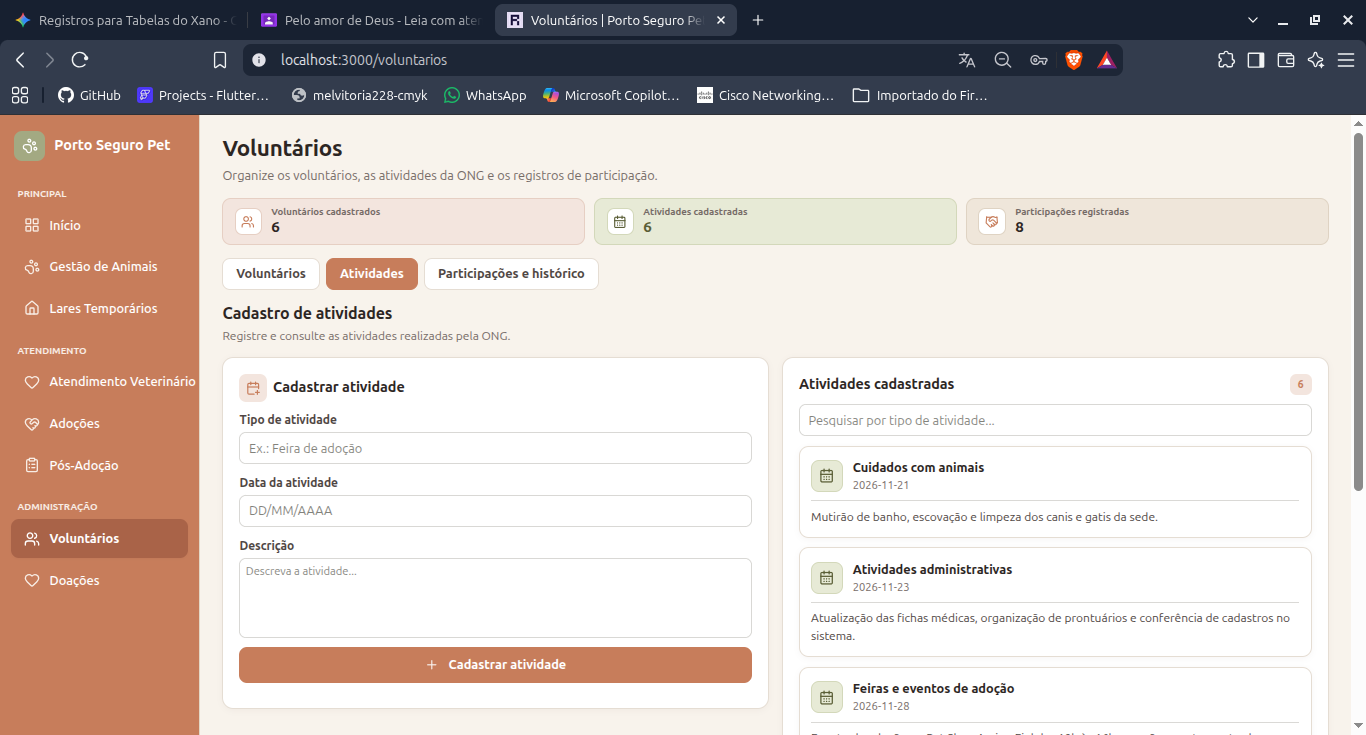 Registros para Tabelas do Xano -
Pelo amor de Deus - Leia com aten
Voluntários | Porto Seguro Pe
localhost:3000/voluntarios
GitHub
Projects - Flutter...
melvitoria228-cmyk
WhatsApp
Microsoft Copilot...
Cisco Networking...
Importado do Fir...
Porto Seguro Pet
PRINCIPAL
Início
Gestão de Animais
Lares Temporários
ATENDIMENTO
Atendimento Veterinário
Adoções
Pós-Adoção
ADMINISTRAÇÃO
Voluntários
Doações
Voluntários
Organize os voluntários, as atividades da ONG e os registros de participação.
Voluntários cadastrados
6
Atividades cadastradas
6
Participações registradas
8
Voluntários
Atividades
Participações e histórico
Cadastro de atividades
Registre e consulte as atividades realizadas pela ONG.
Cadastrar atividade
Tipo de atividade
Ex.: Feira de adoção
Data da atividade
DD/MM/AAAA
Descrição
Descreva a atividade...
+ Cadastrar atividade
Atividades cadastradas
6
Pesquisar por tipo de atividade...
Cuidados com animais
2026-11-21
Mutirão de banho, escovação e limpeza dos canis e gatis da sede.
Atividades administrativas
2026-11-23
Atualização das fichas médicas, organização de prontuários e conferência de cadastros no
sistema.
Feiras e eventos de adoção
2026-11-28